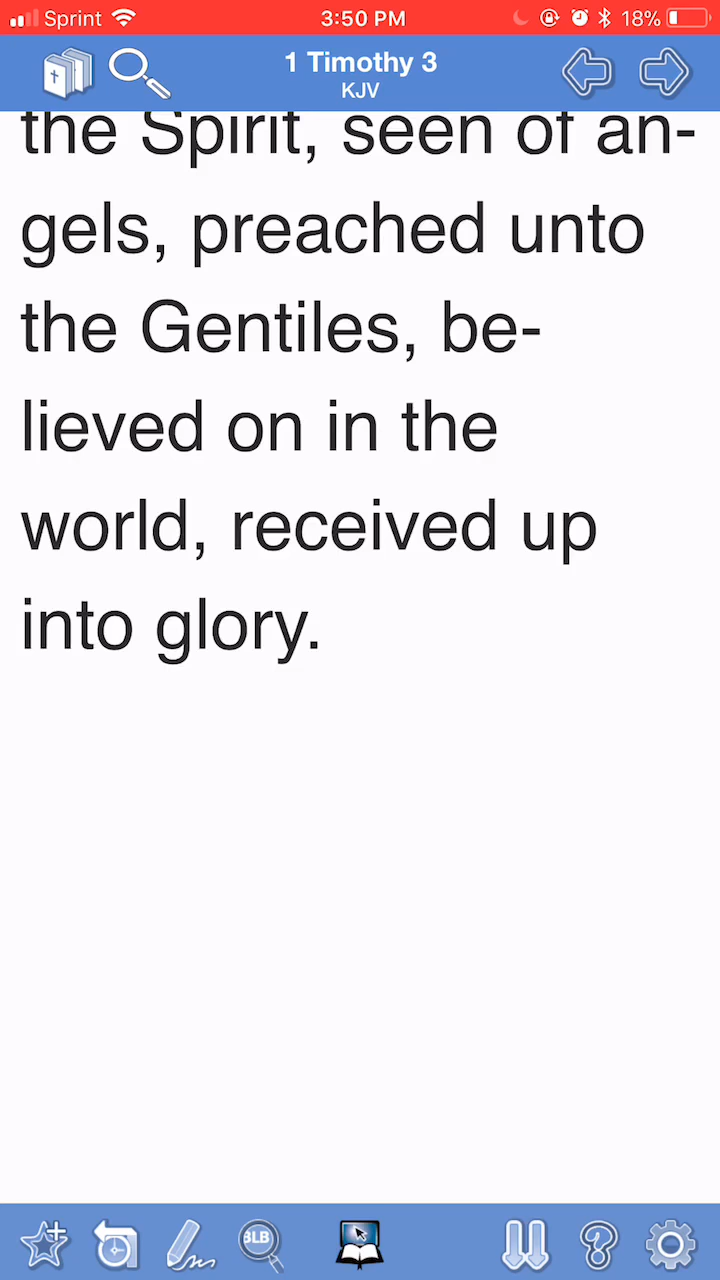 Sprint 3:50 PM 18%
1 Timothy 3
KJV
the Spirit, seen of an-
gels, preached unto
the Gentiles, be-
lieved on in the
world, received up
into glory.
BLB